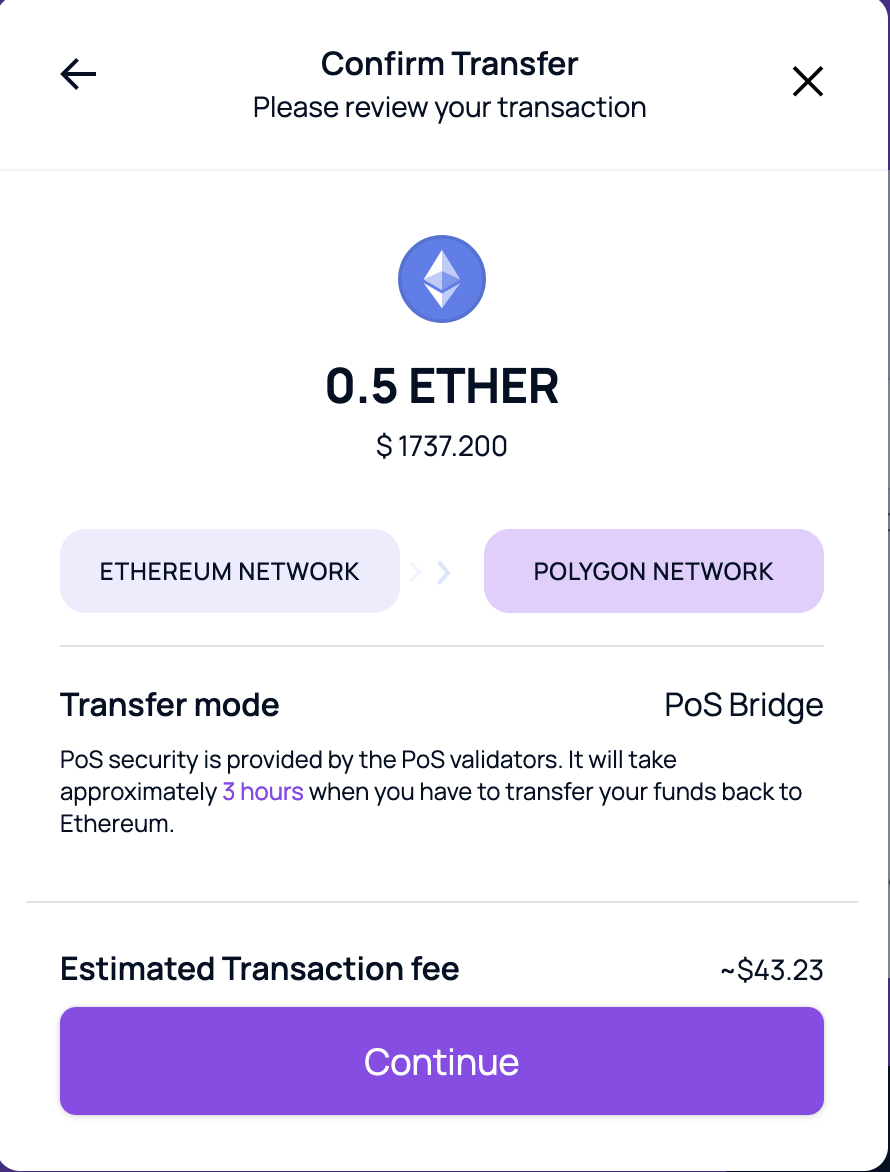 Confirm Transfer
Please review your transaction
0.5 ETHER
$ 1737.200
ETHEREUM NETWORK
POLYGON NETWORK
Transfer mode
PoS Bridge
PoS security is provided by the PoS validators. It will take
approximately 3 hours when you have to transfer your funds back to
Ethereum.
Estimated Transaction fee
~$43.23
Continue